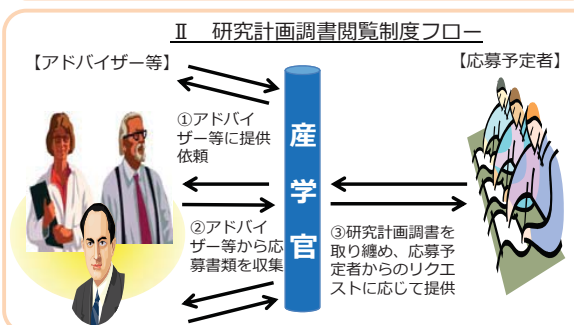 Ⅱ 研究計画調書閲覧制度フロー
【アドバイザー等】
【応募予定者】
①アドバイ
ザー等に提供
依頼
産学官
②アドバイ
ザー等から応
募書類を収集
③研究計画調書を
取り纏め、応募予
定者からのリクエ
ストに応じて提供